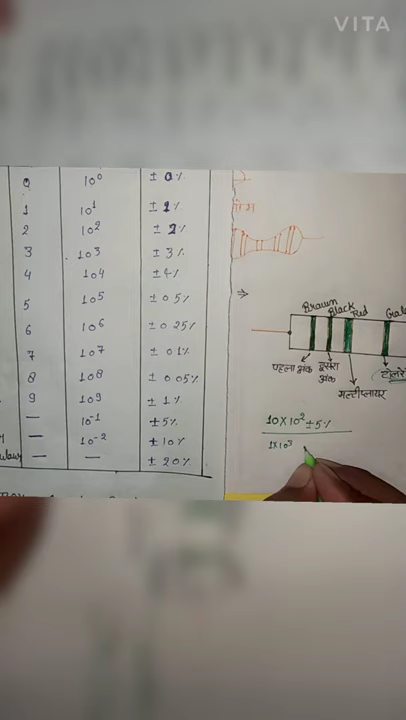 VITA
0 10⁰ ± 0%
1 10¹ ± 1%
2 10² ± 2%
3 10³ ± 3%
4 10⁴ ± 4%
5 10⁵ ± 0.5%
6 10⁶ ± 0.25%
7 10⁷ ± 0.1%
8 10⁸ ± 0.05%
9 10⁹ ± 1%
— 10⁻¹ ± 5%
— 10⁻² ± 10%
— — ± 20%
Brown Black Red
पहला अंक दूसरा अंक
मल्टीप्लायर
10×10² ±5%
1×10³